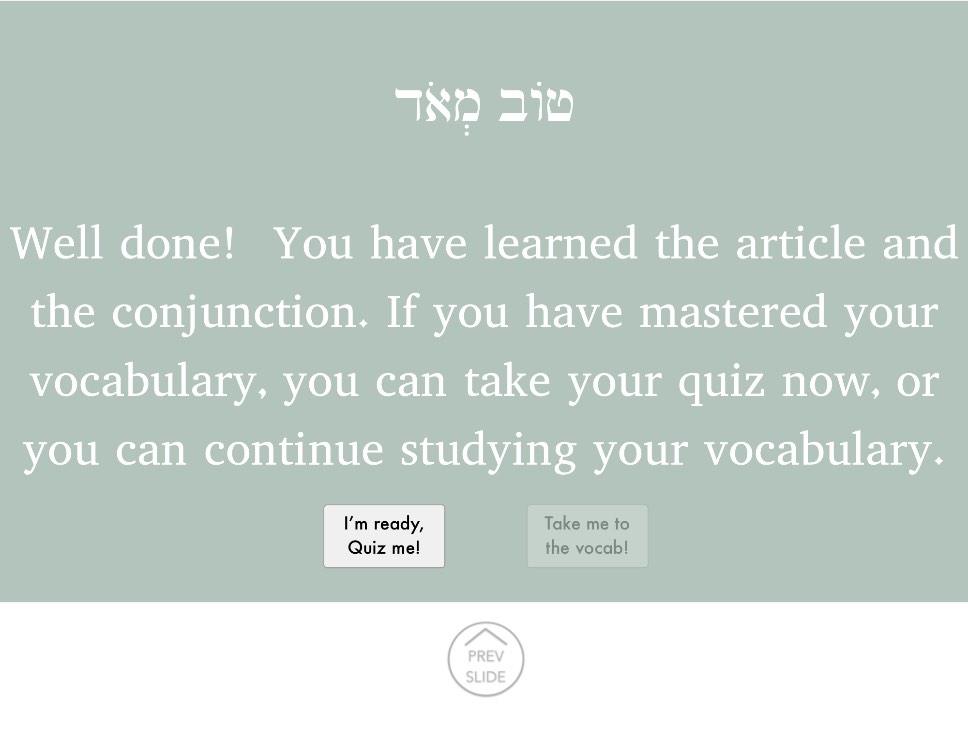 טוֹב מְאֹד
Well done!  You have learned the article and
the conjunction. If you have mastered your
vocabulary, you can take your quiz now, or
you can continue studying your vocabulary.
I’m ready,
Quiz me!
Take me to
the vocab!
PREV
SLIDE